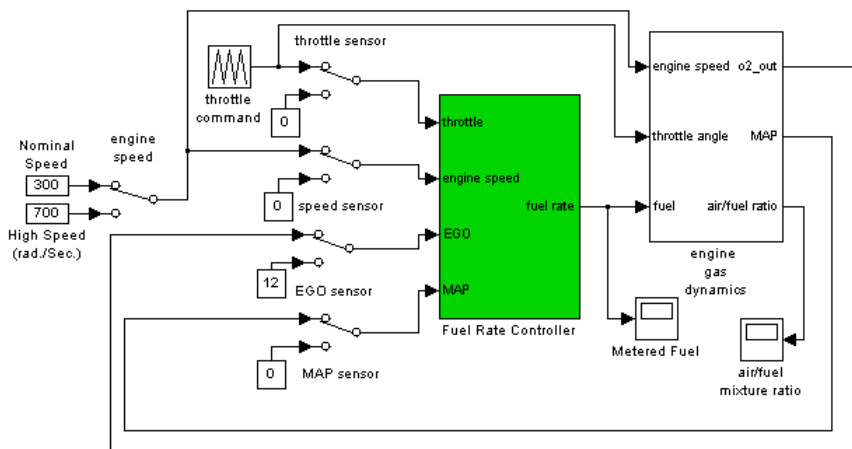 throttle sensor
throttle
command
0
engine speed
o2_out
throttle
throttle angle
MAP
engine
speed
Nominal
Speed
300
700
High Speed
(rad./Sec.)
engine speed
0
speed sensor
fuel rate
fuel
air/fuel ratio
EGO
engine
gas
dynamics
12
EGO sensor
MAP
Fuel Rate Controller
Metered Fuel
0
MAP sensor
air/fuel
mixture ratio